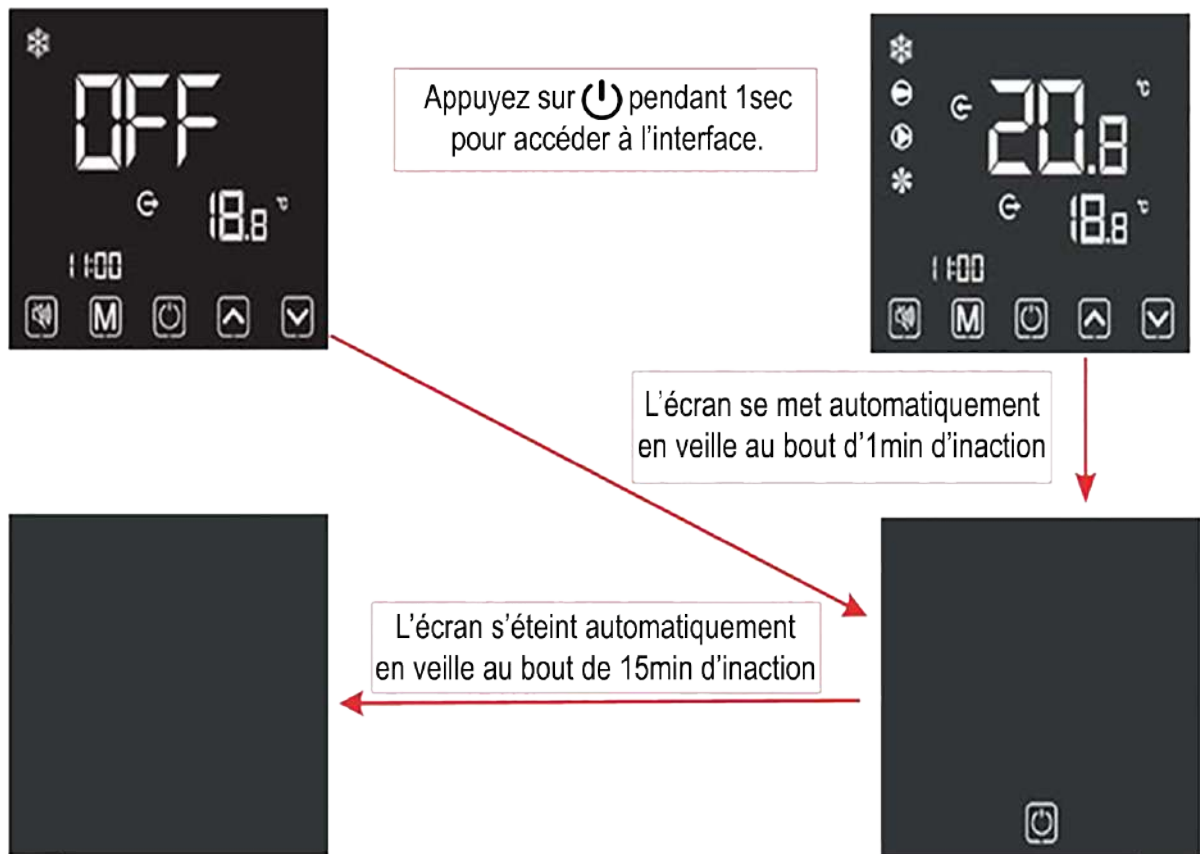 OFF
18.8 °C
11:00
M
Appuyez sur pendant 1sec
pour accéder à l'interface.
20.8 °C
18.8 °C
11:00
M
L'écran se met automatiquement
en veille au bout d'1min d'inaction
L'écran s'éteint automatiquement
en veille au bout de 15min d'inaction